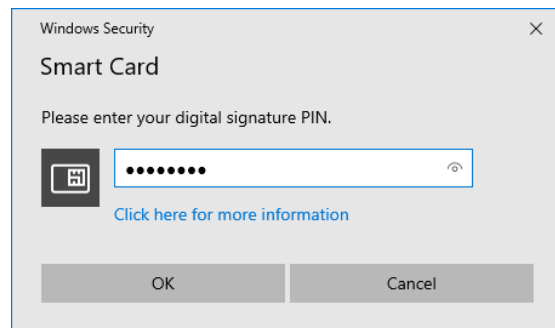 Windows Security
Smart Card
Please enter your digital signature PIN.
••••••••
Click here for more information
OK
Cancel